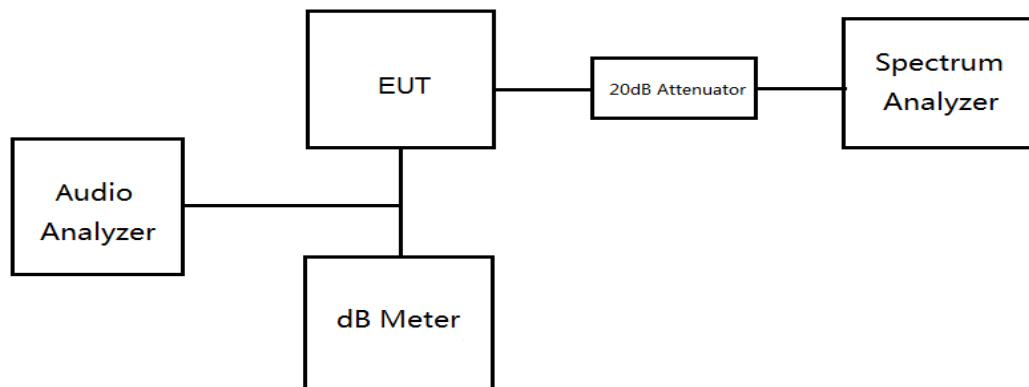 EUT
20dB Attenuator
Spectrum
Analyzer
Audio
Analyzer
dB Meter